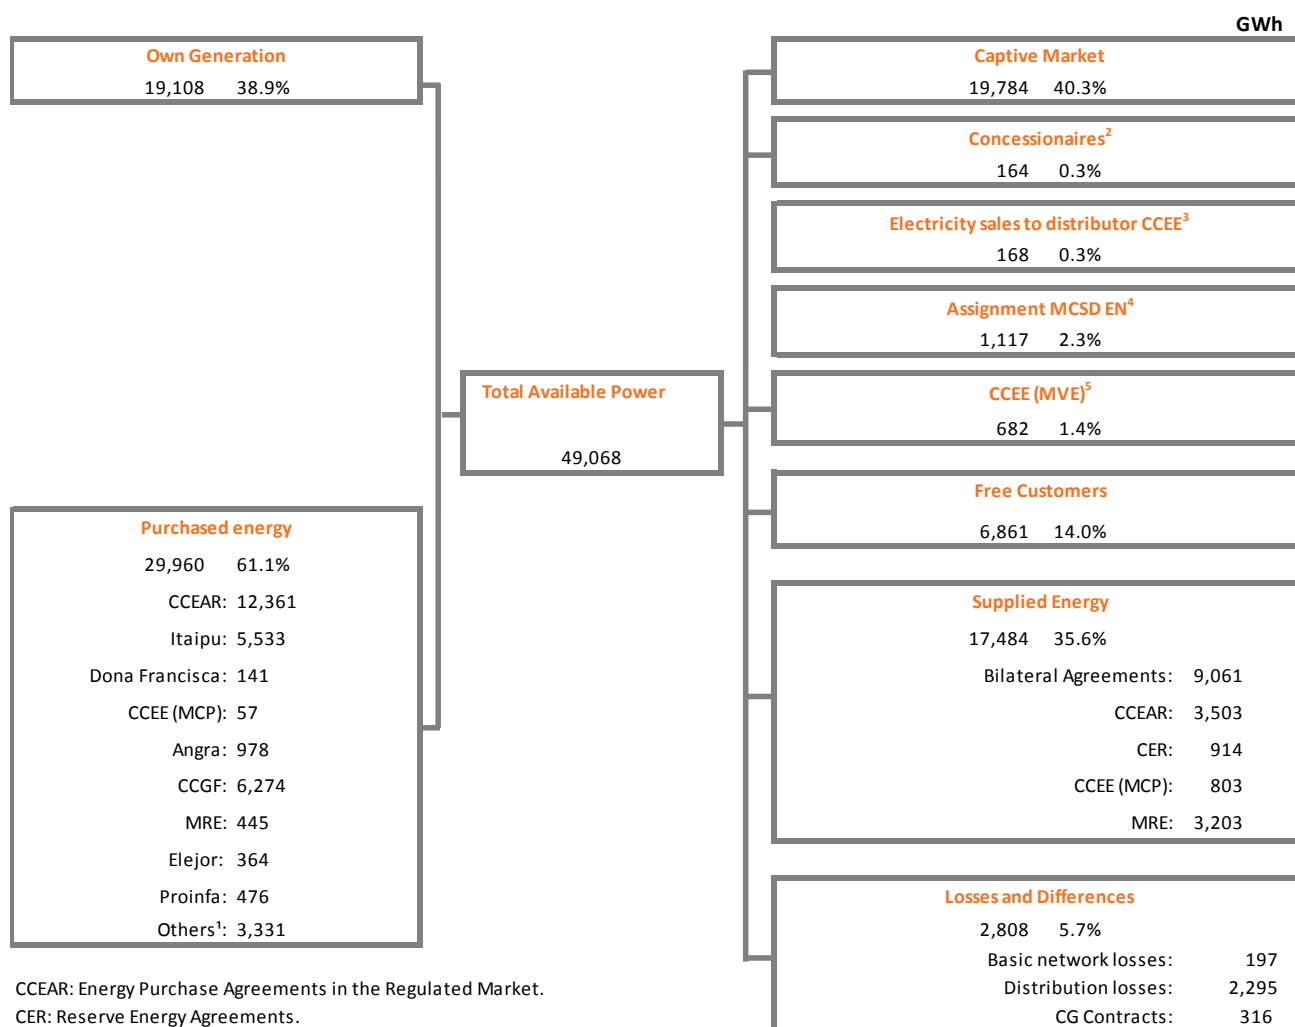 GWh
Own Generation
19,108 38.9%
Purchased energy
29,960 61.1%
CCEAR: 12,361
Itaipu: 5,533
Dona Francisca: 141
CCEE (MCP): 57
Angra: 978
CCGF: 6,274
MRE: 445
Elejor: 364
Proinfa: 476
Others¹: 3,331
Total Available Power
49,068
Captive Market
19,784 40.3%
Concessionaires²
164 0.3%
Electricity sales to distributor CCEE³
168 0.3%
Assignment MCSD EN⁴
1,117 2.3%
CCEE (MVE)⁵
682 1.4%
Free Customers
6,861 14.0%
Supplied Energy
17,484 35.6%
Bilateral Agreements: 9,061
CCEAR: 3,503
CER: 914
CCEE (MCP): 803
MRE: 3,203
Losses and Differences
2,808 5.7%
Basic network losses: 197
Distribution losses: 2,295
CG Contracts: 316
CCEAR: Energy Purchase Agreements in the Regulated Market.
CER: Reserve Energy Agreements.